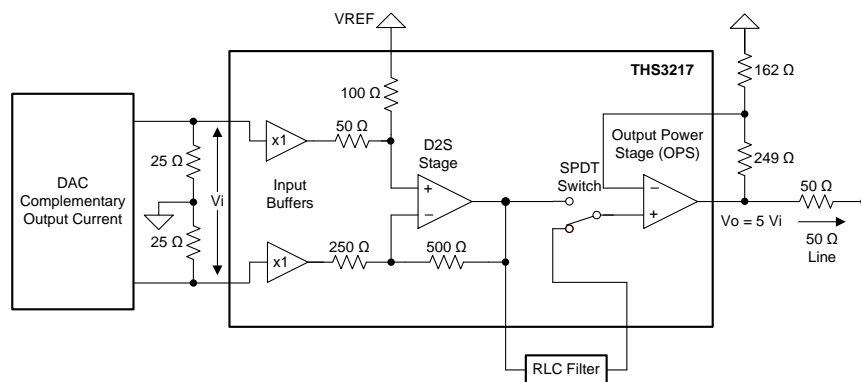 VREF
THS3217
100 Ω
162 Ω
x1
50 Ω
D2S
Stage
Output Power
Stage (OPS)
249 Ω
25 Ω
DAC
Complementary
Output Current
Vi
Input
Buffers
SPDT
Switch
+
−
−
+
50 Ω
Vo = 5 Vi
50 Ω
Line
25 Ω
x1
250 Ω
500 Ω
RLC Filter